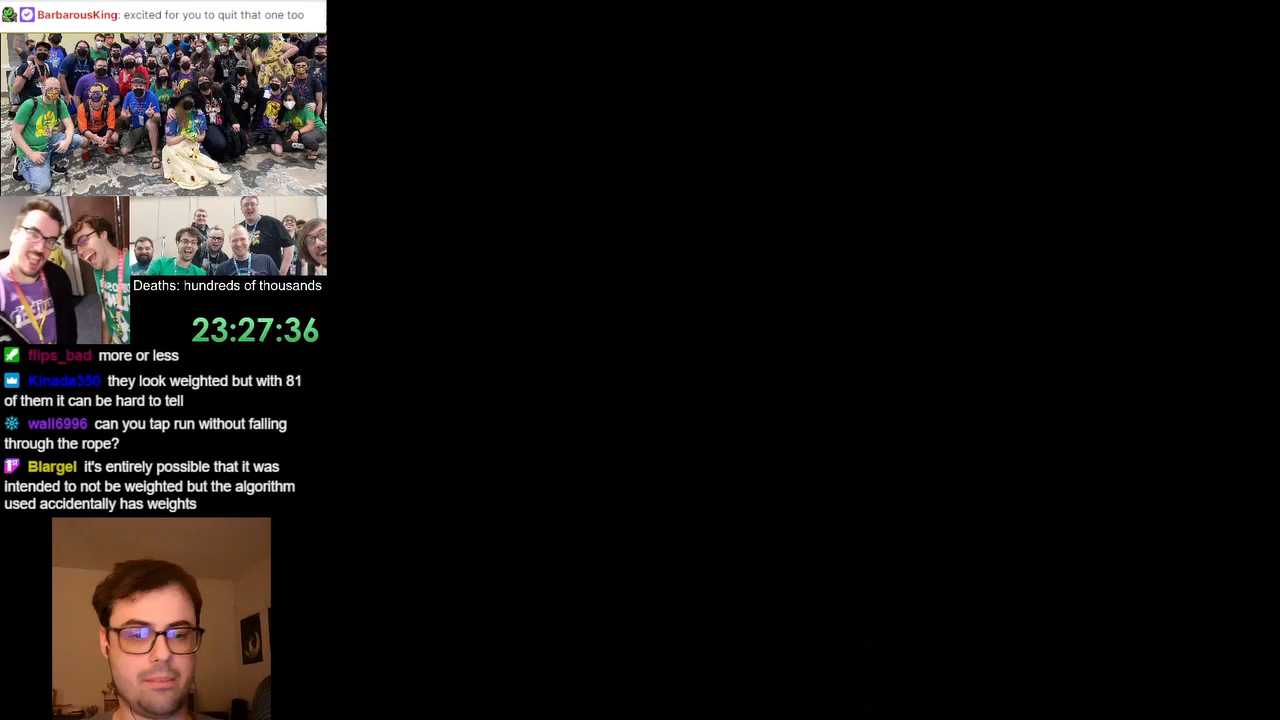 BarbarousKing: excited for you to quit that one too
Deaths: hundreds of thousands
23:27:36
flips_bad more or less
Kinada350 they look weighted but with 81
of them it can be hard to tell
wall6996 can you tap run without falling
through the rope?
Blargel it's entirely possible that it was
intended to not be weighted but the algorithm
used accidentally has weights